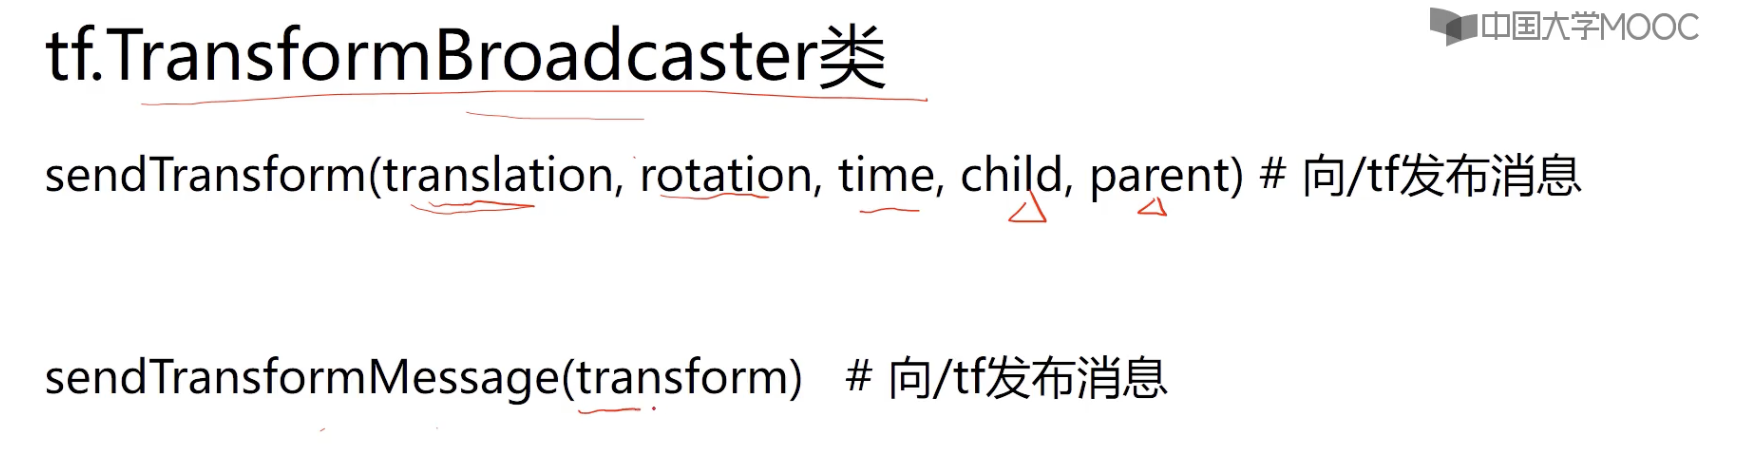 中国大学MOOC
tf.TransformBroadcaster类
sendTransform(translation, rotation, time, child, parent) # 向/tf发布消息
sendTransformMessage(transform) # 向/tf发布消息